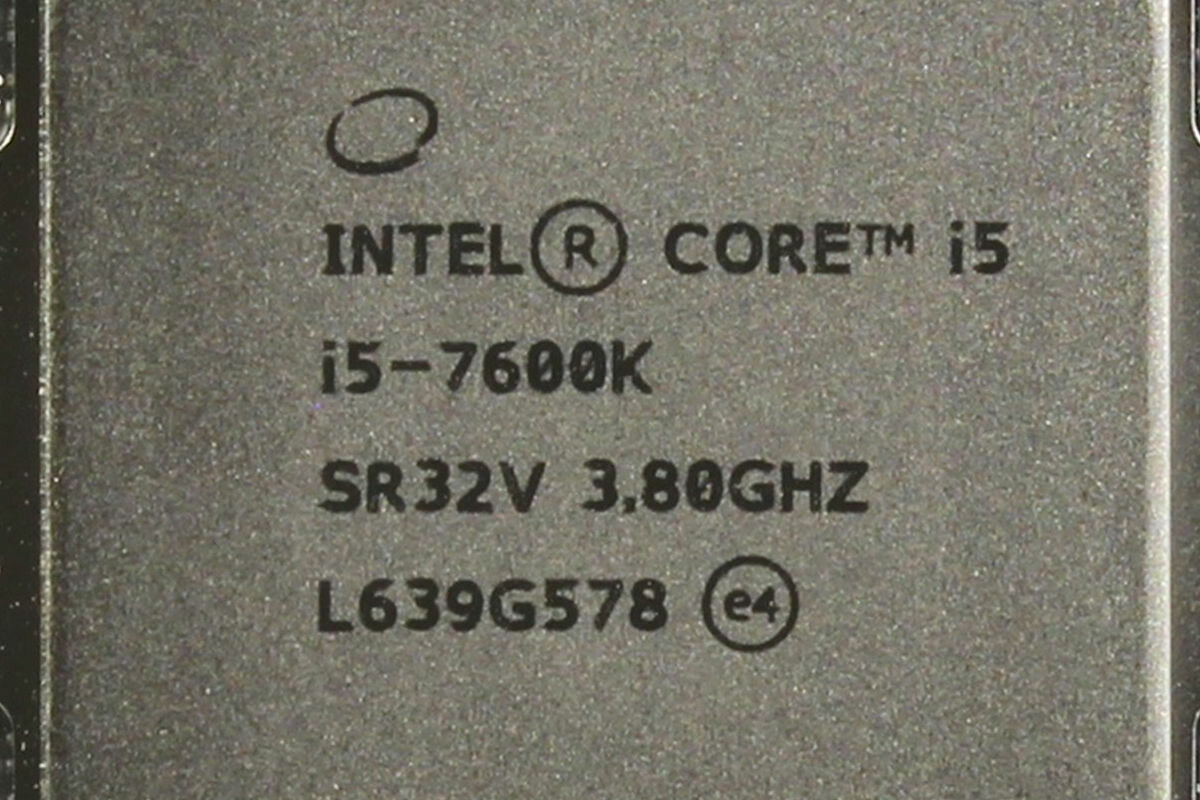 INTEL® CORE™ i5
i5-7600K
SR32V 3.80GHZ
L639G578 e4